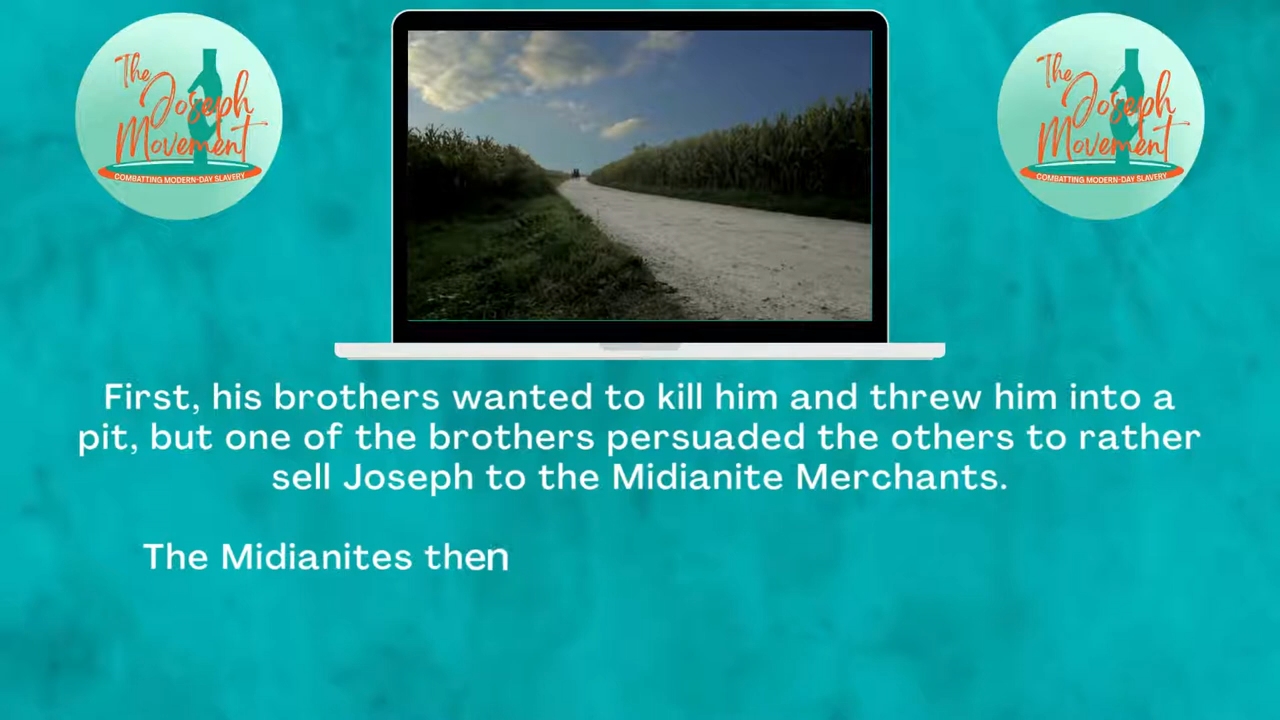 The
Joseph
Movement
COMBATTING MODERN-DAY SLAVERY
The
Joseph
Movement
COMBATTING MODERN-DAY SLAVERY
First, his brothers wanted to kill him and threw him into a
pit, but one of the brothers persuaded the others to rather
sell Joseph to the Midianite Merchants.
The Midianites then